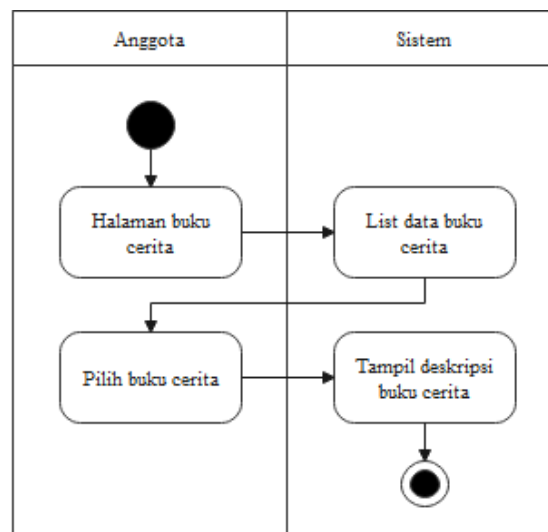 Anggota
Sistem
Halaman buku
cerita
List data buku
cerita
Pilih buku cerita
Tampil deskripsi
buku cerita